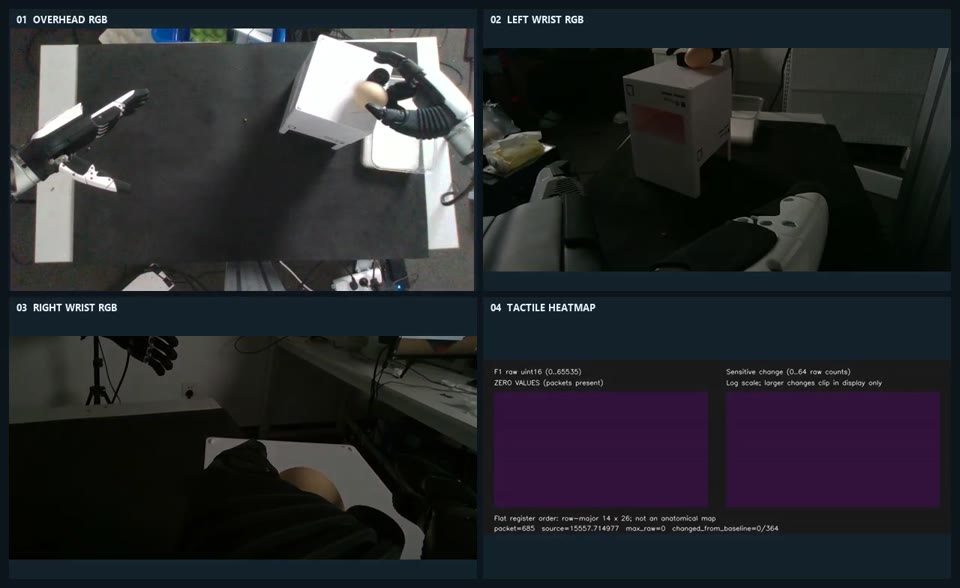 01 OVERHEAD RGB
02 LEFT WRIST RGB
03 RIGHT WRIST RGB
04 TACTILE HEATMAP
F1 raw uint16 (0..65535)
ZERO VALUES (packets present)
Sensitive change (0..64 raw counts)
Log scale; larger changes clip in display only
Flat register order: row-major 14 x 26; not an anatomical map
packet=685 source=15557.714977 max_raw=0 changed_from_baseline=0/364